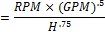 = RPM × (GPM)^.5 / H^.75